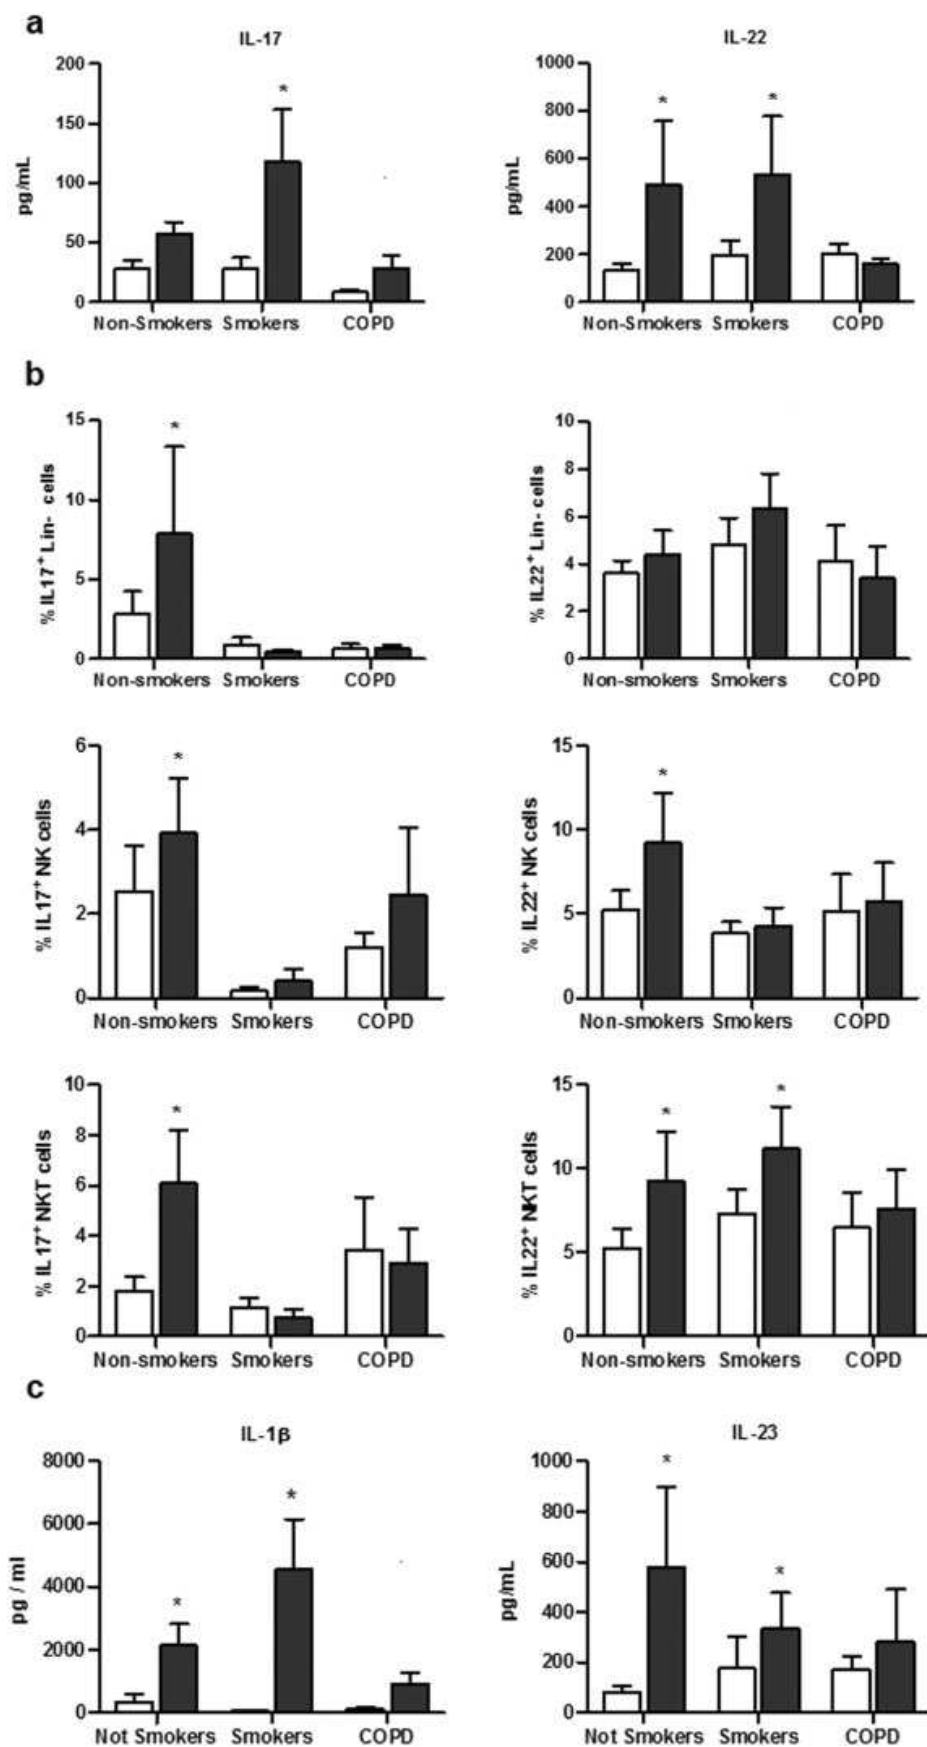 a
IL-17
IL-22
200
150
100
50
0
pg/mL
*
Non-Smokers Smokers COPD
1000
800
600
400
200
0
pg/mL
* *
Non-Smokers Smokers COPD
b
15
10
5
0
% IL17+ Lin- cells
*
Non-smokers Smokers COPD
10
8
6
4
2
0
% IL22+ Lin- cells
Non-smokers Smokers COPD
6
4
2
0
% IL17+ NK cells
*
Non-smokers Smokers COPD
15
10
5
0
% IL22+ NK cells
*
Non-smokers Smokers COPD
10
8
6
4
2
0
% IL17+ NKT cells
*
Non-smokers Smokers COPD
15
10
5
0
% IL22+ NKT cells
* *
Non-smokers Smokers COPD
c
IL-1β
IL-23
8000
6000
4000
2000
0
pg / ml
* *
Not Smokers Smokers COPD
1000
800
600
400
200
0
pg/mL
* *
Not Smokers Smokers COPD